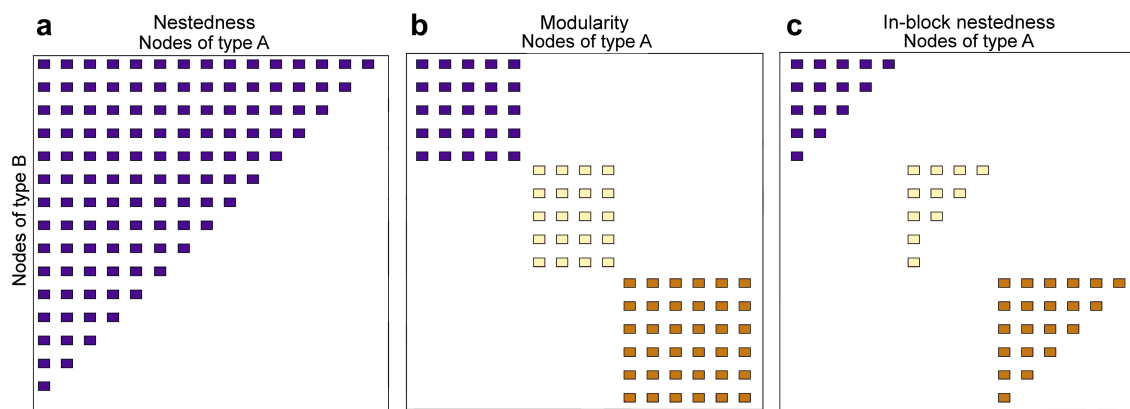 a
Nestedness
Nodes of type A
Nodes of type B
b
Modularity
Nodes of type A
c
In-block nestedness
Nodes of type A